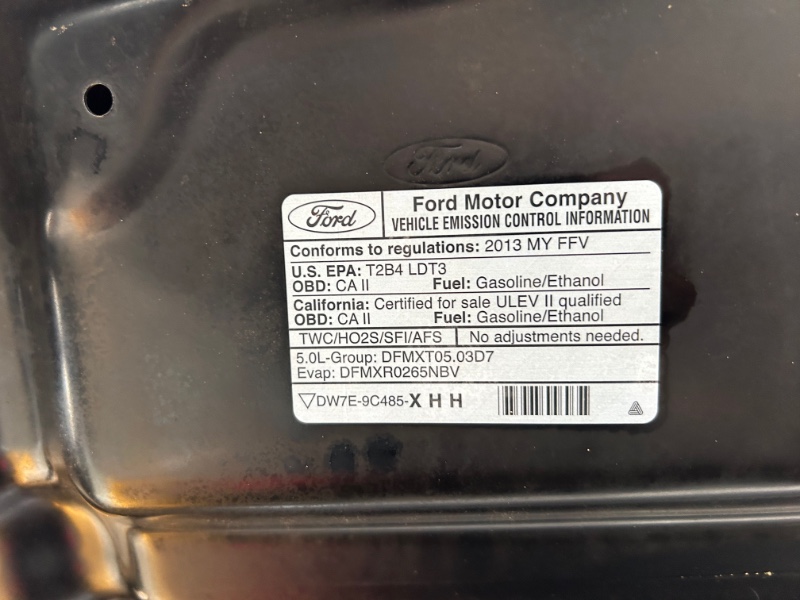 Ford
Ford
Ford Motor Company
VEHICLE EMISSION CONTROL INFORMATION
Conforms to regulations: 2013 MY FFV
U.S. EPA: T2B4 LDT3
OBD: CA II Fuel: Gasoline/Ethanol
California: Certified for sale ULEV II qualified
OBD: CA II Fuel: Gasoline/Ethanol
TWC/HO2S/SFI/AFS No adjustments needed.
5.0L-Group: DFMXT05.03D7
Evap: DFMXR0265NBV
▽DW7E-9C485-X H H